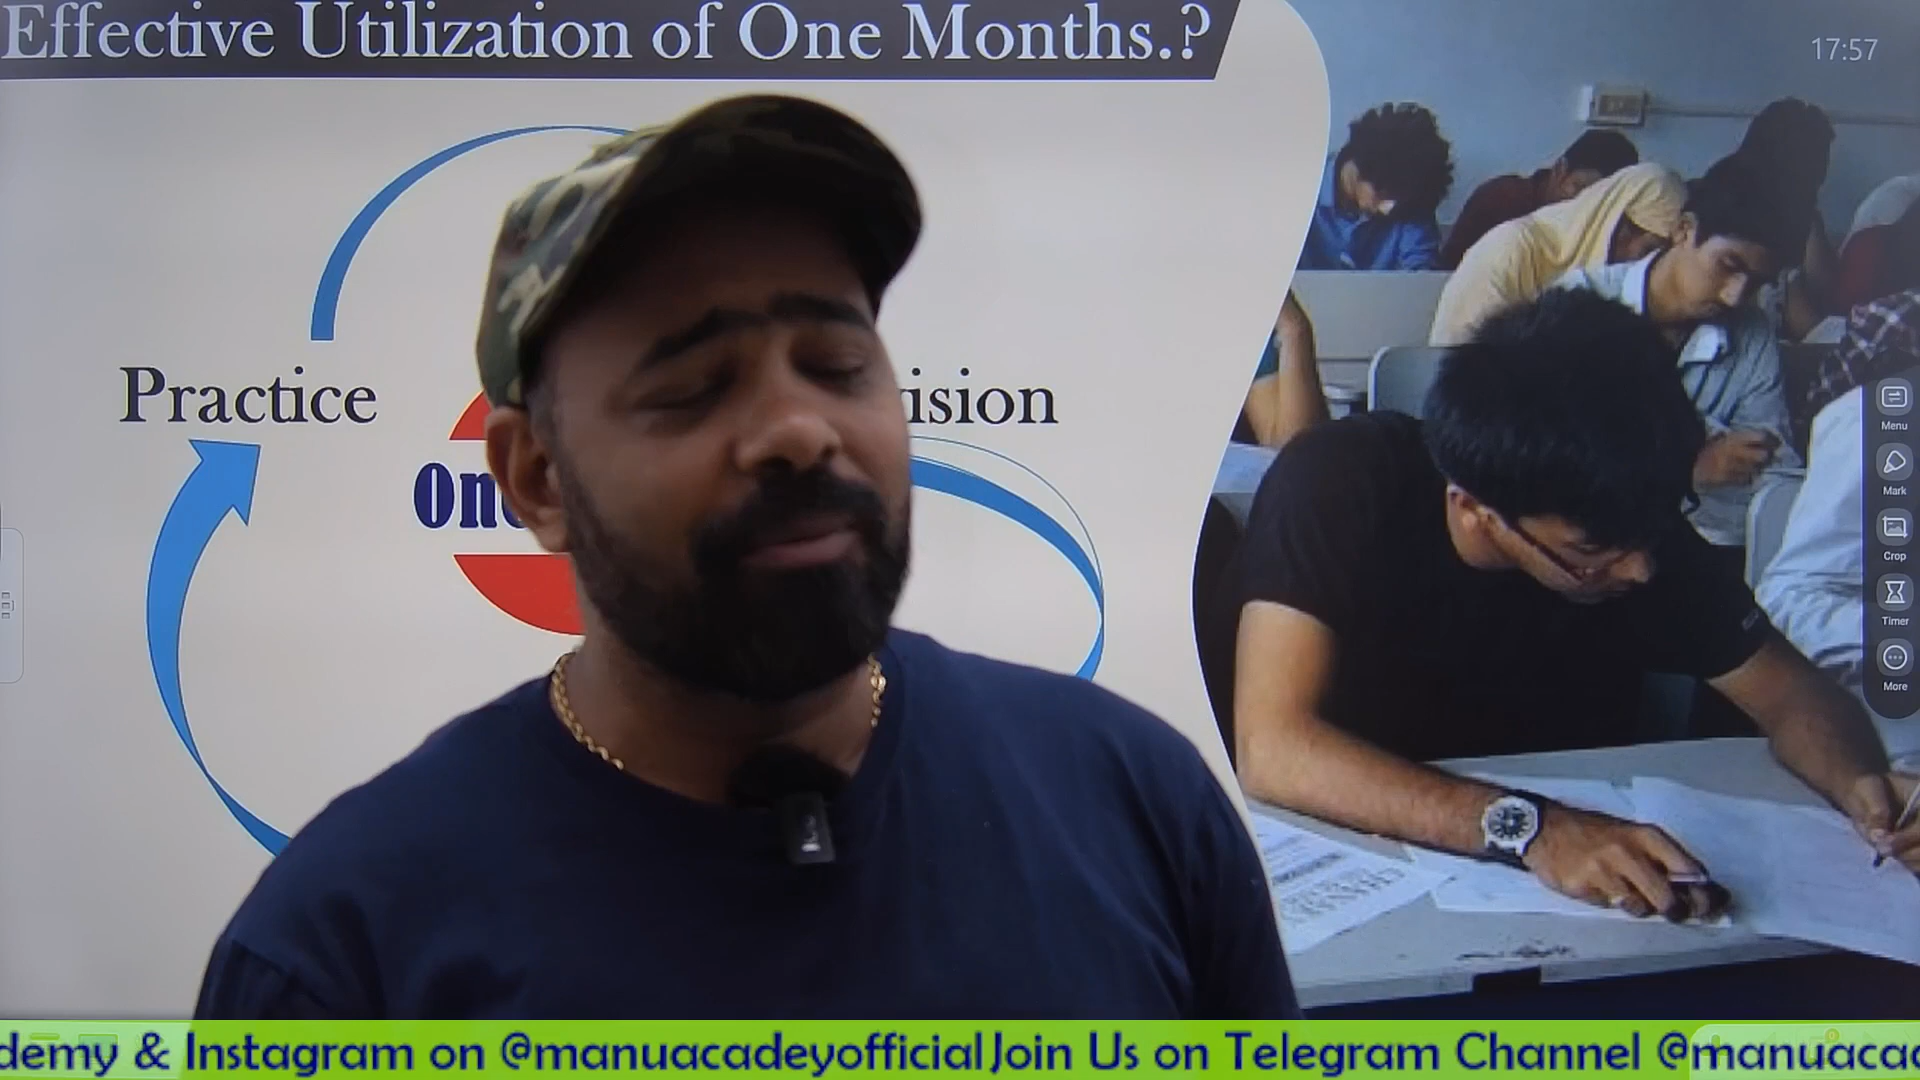 Effective Utilization of One Months.?
17:57
Practice
ision
On
Menu
Mark
Crop
Timer
More
demy & Instagram on @manuacadeyofficial Join Us on Telegram Channel @manuacad